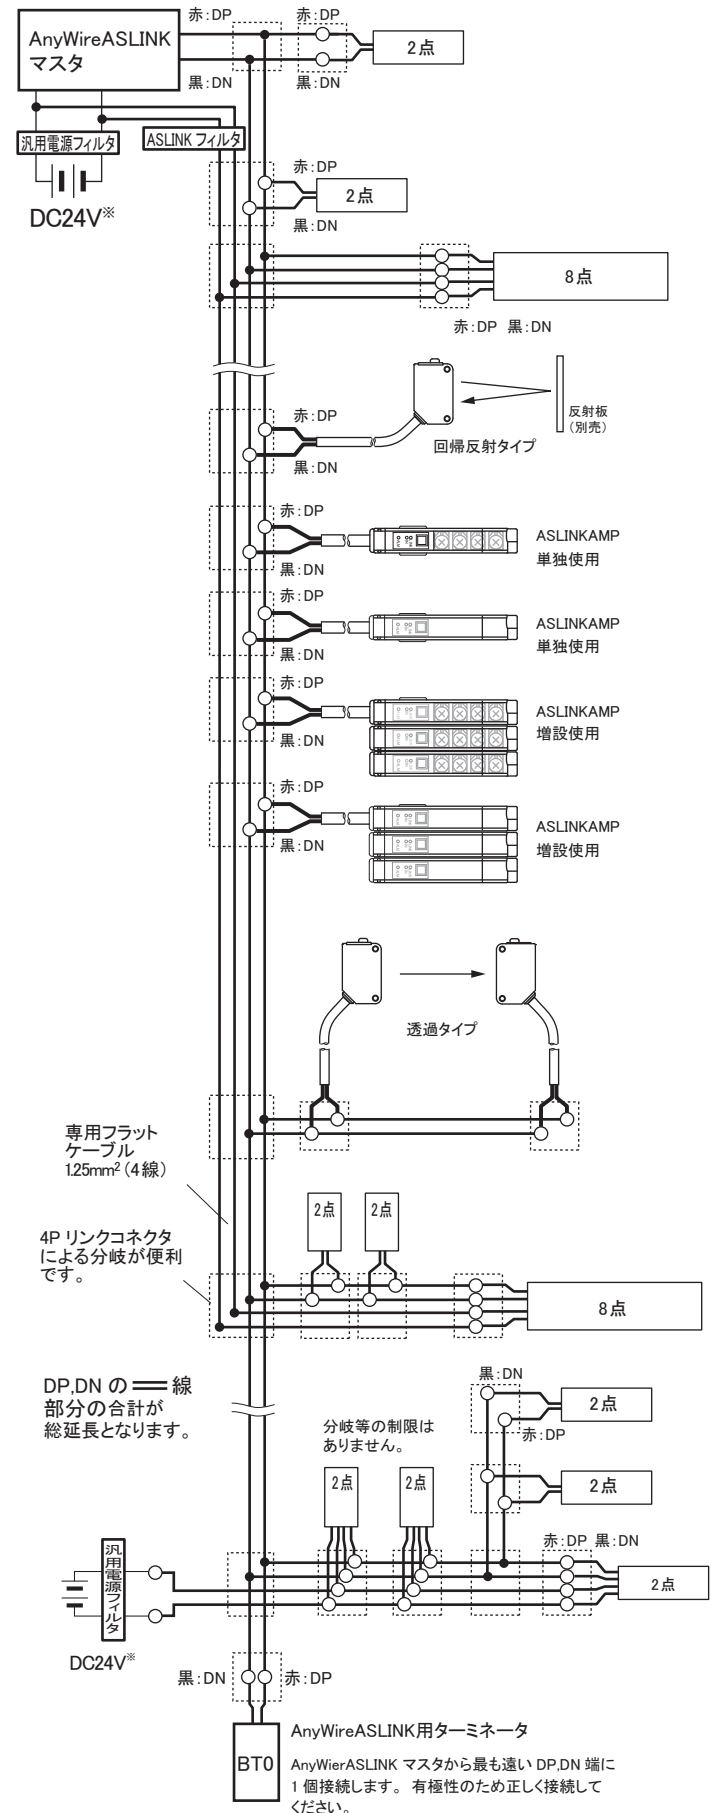 赤:DP
赤:DP
AnyWireASLINK
マスタ
2点
黒:DN
黒:DN
汎用電源フィルタ
ASLINK フィルタ
DC24V※
赤:DP
2点
黒:DN
8点
赤:DP 黒:DN
赤:DP
反射板
(別売)
回帰反射タイプ
黒:DN
赤:DP
ASLINKAMP
単独使用
黒:DN
赤:DP
ASLINKAMP
単独使用
黒:DN
赤:DP
ASLINKAMP
増設使用
黒:DN
赤:DP
ASLINKAMP
増設使用
黒:DN
透過タイプ
専用フラット
ケーブル
1.25mm² (4線)
2点
2点
4P リンクコネクタ
による分岐が便利
です。
8点
DP,DN の 線
部分の合計が
総延長となります。
黒:DN
2点
赤:DP
分岐等の制限は
ありません。
2点
2点
2点
赤:DP 黒:DN
汎用電源フィルタ
2点
DC24V※
黒:DN
赤:DP
AnyWireASLINK用ターミネータ
BT0
AnyWierASLINK マスタから最も遠い DP,DN 端に
1 個接続します。 有極性のため正しく接続して
ください。